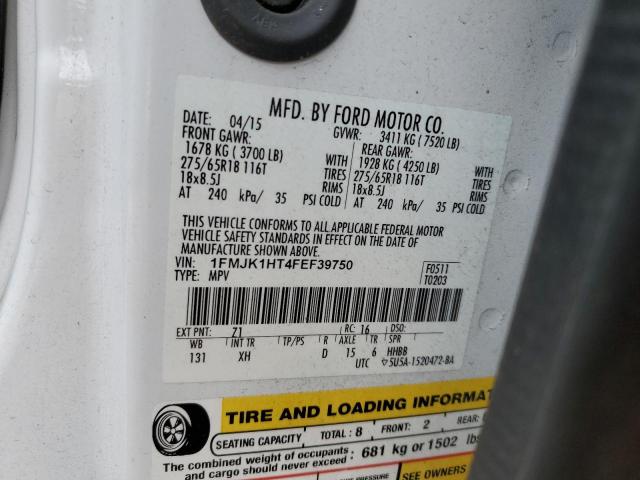 MFD. BY FORD MOTOR CO.
DATE: 04/15 GVWR: 3411 KG ( 7520 LB)
FRONT GAWR: REAR GAWR:
1678 KG ( 3700 LB) WITH 1928 KG ( 4250 LB) WITH
275/65R18 116T TIRES 275/65R18 116T TIRES
18x8.5J RIMS 18x8.5J RIMS
AT 240 kPa/ 35 PSI COLD AT 240 kPa/ 35 PSI COLD
THIS VEHICLE CONFORMS TO ALL APPLICABLE FEDERAL MOTOR
VEHICLE SAFETY STANDARDS IN EFFECT ON THE DATE OF
MANUFACTURE SHOWN ABOVE.
VIN: 1FMJK1HT4FEF39750 F0511
TYPE: MPV T0203
EXT PNT: Z1 RC: 16 DSO:
WB INT TR TP/PS R AXLE TR SPR
131 XH D 15 6 HHBB
UTC 5U5A-1520472-BA
TIRE AND LOADING INFORMAT
SEATING CAPACITY TOTAL : 8 FRONT: 2 REAR:
The combined weight of occupants
and cargo should never exceed : 681 kg or 1502 lbs
SEE OWNERS